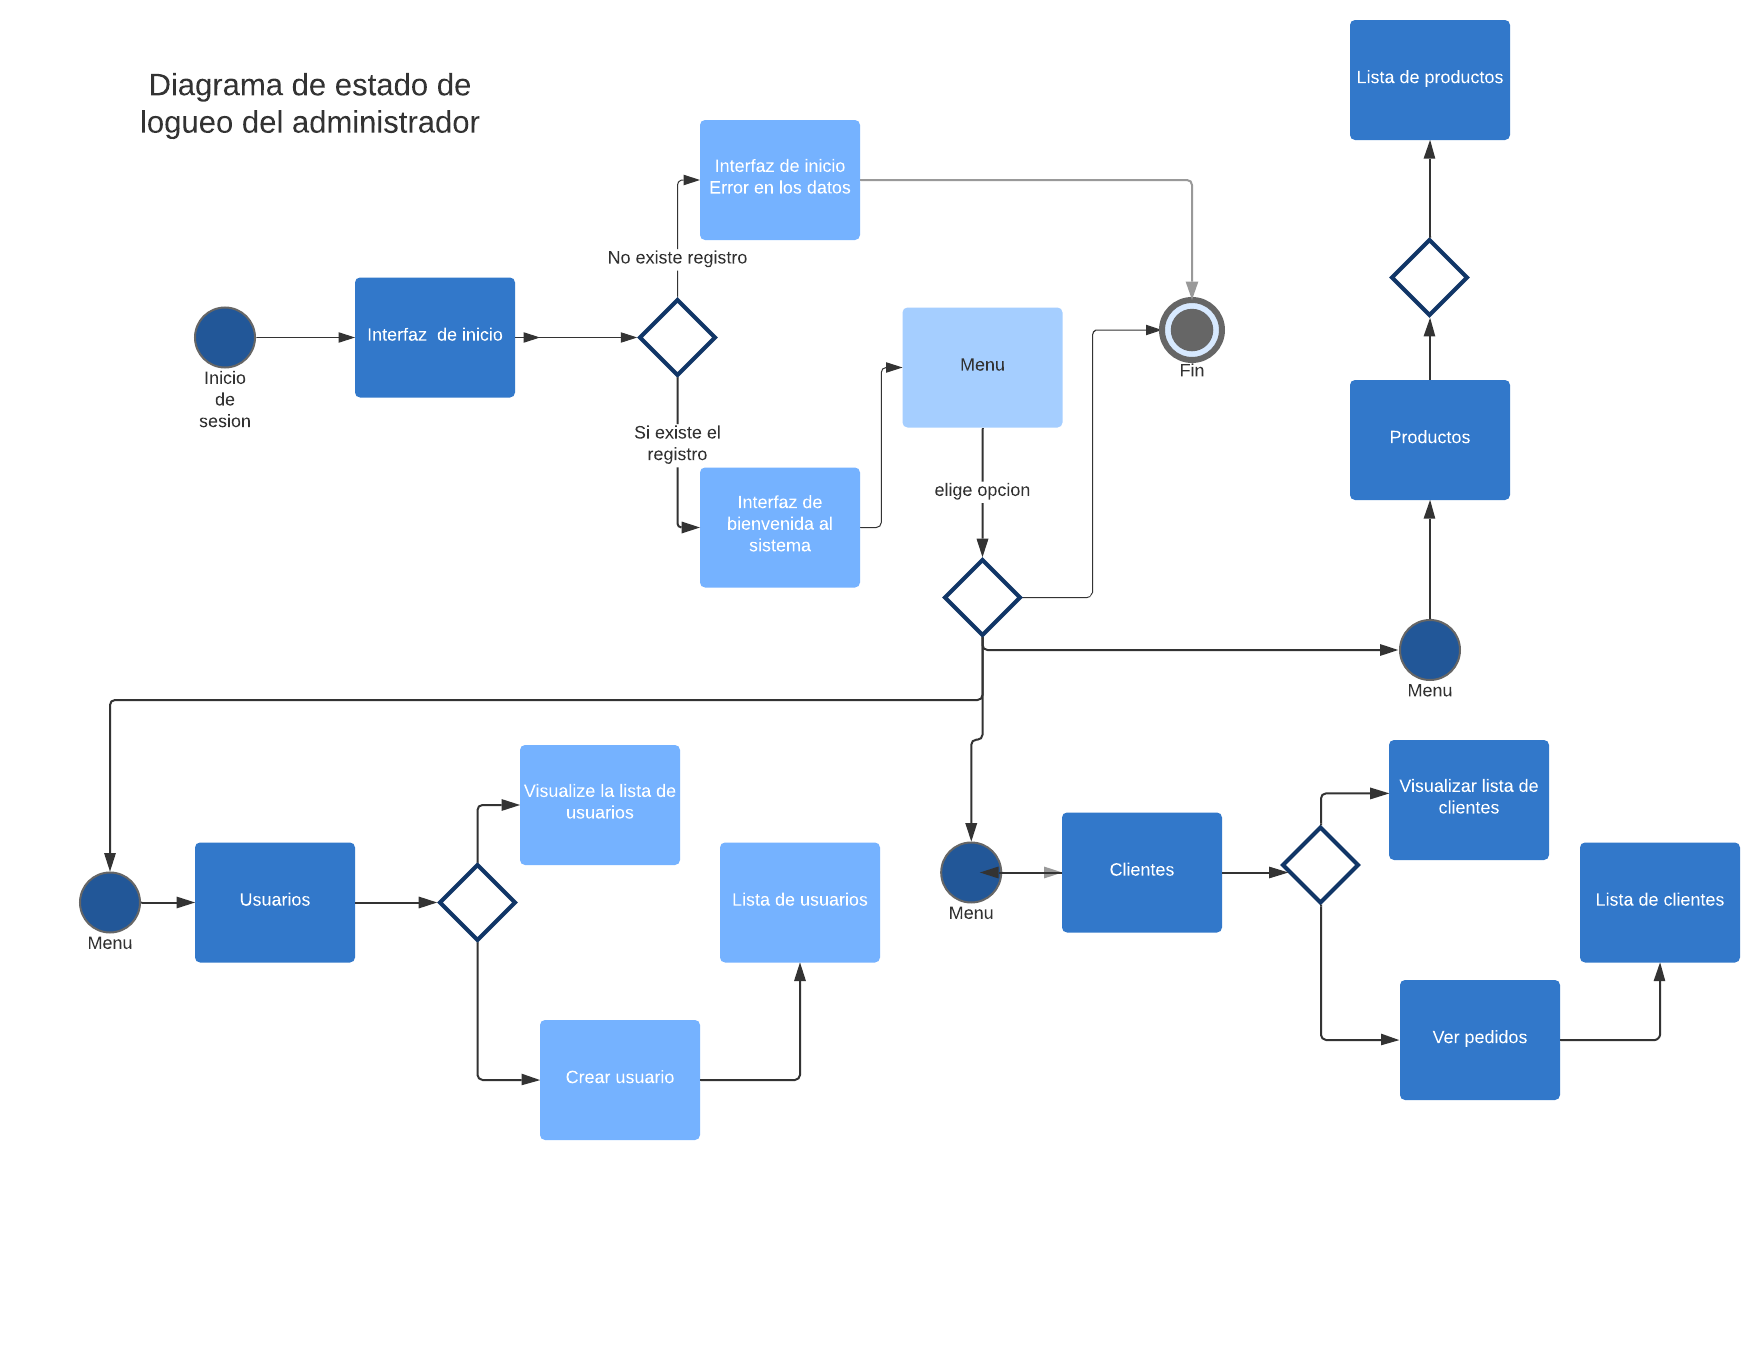 Diagrama de estado de
logueo del administrador
Lista de productos
Interfaz de inicio
Error en los datos
No existe registro
Interfaz  de inicio
Inicio
de
sesion
Menu
Fin
Si existe el
registro
Productos
elige opcion
Interfaz de
bienvenida al
sistema
Menu
Visualize la lista de
usuarios
Visualizar lista de
clientes
Usuarios
Lista de usuarios
Clientes
Lista de clientes
Menu
Menu
Crear usuario
Ver pedidos